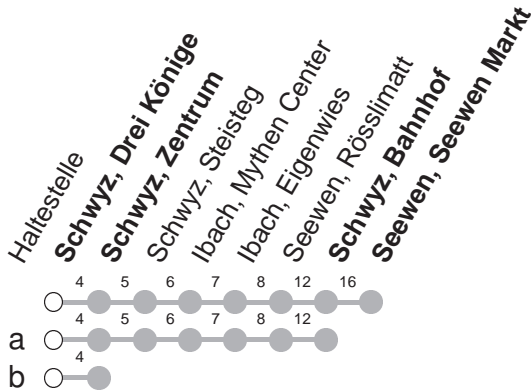 Haltestelle
Schwyz, Drei Könige
Schwyz, Zentrum
Schwyz, Steisteg
Ibach, Mythen Center
Ibach, Eigenwies
Seewen, Rösslimatt
Schwyz, Bahnhof
Seewen, Seewen Markt
4 5 6 7 8 12 16
a 4 5 6 7 8 12
b 4